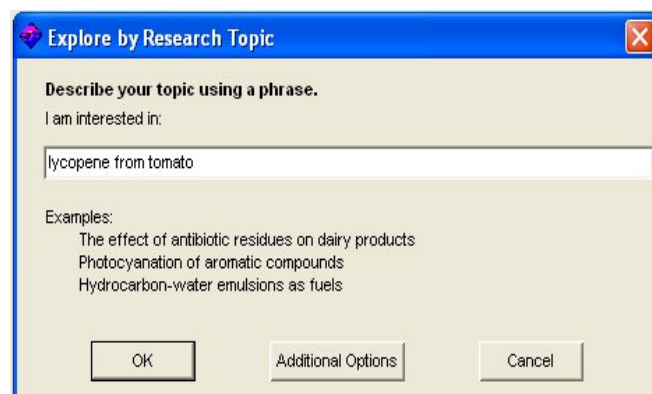 Explore by Research Topic
Describe your topic using a phrase.
I am interested in:
lycopene from tomato
Examples:
The effect of antibiotic residues on dairy products
Photocyanation of aromatic compounds
Hydrocarbon-water emulsions as fuels
OK Additional Options Cancel